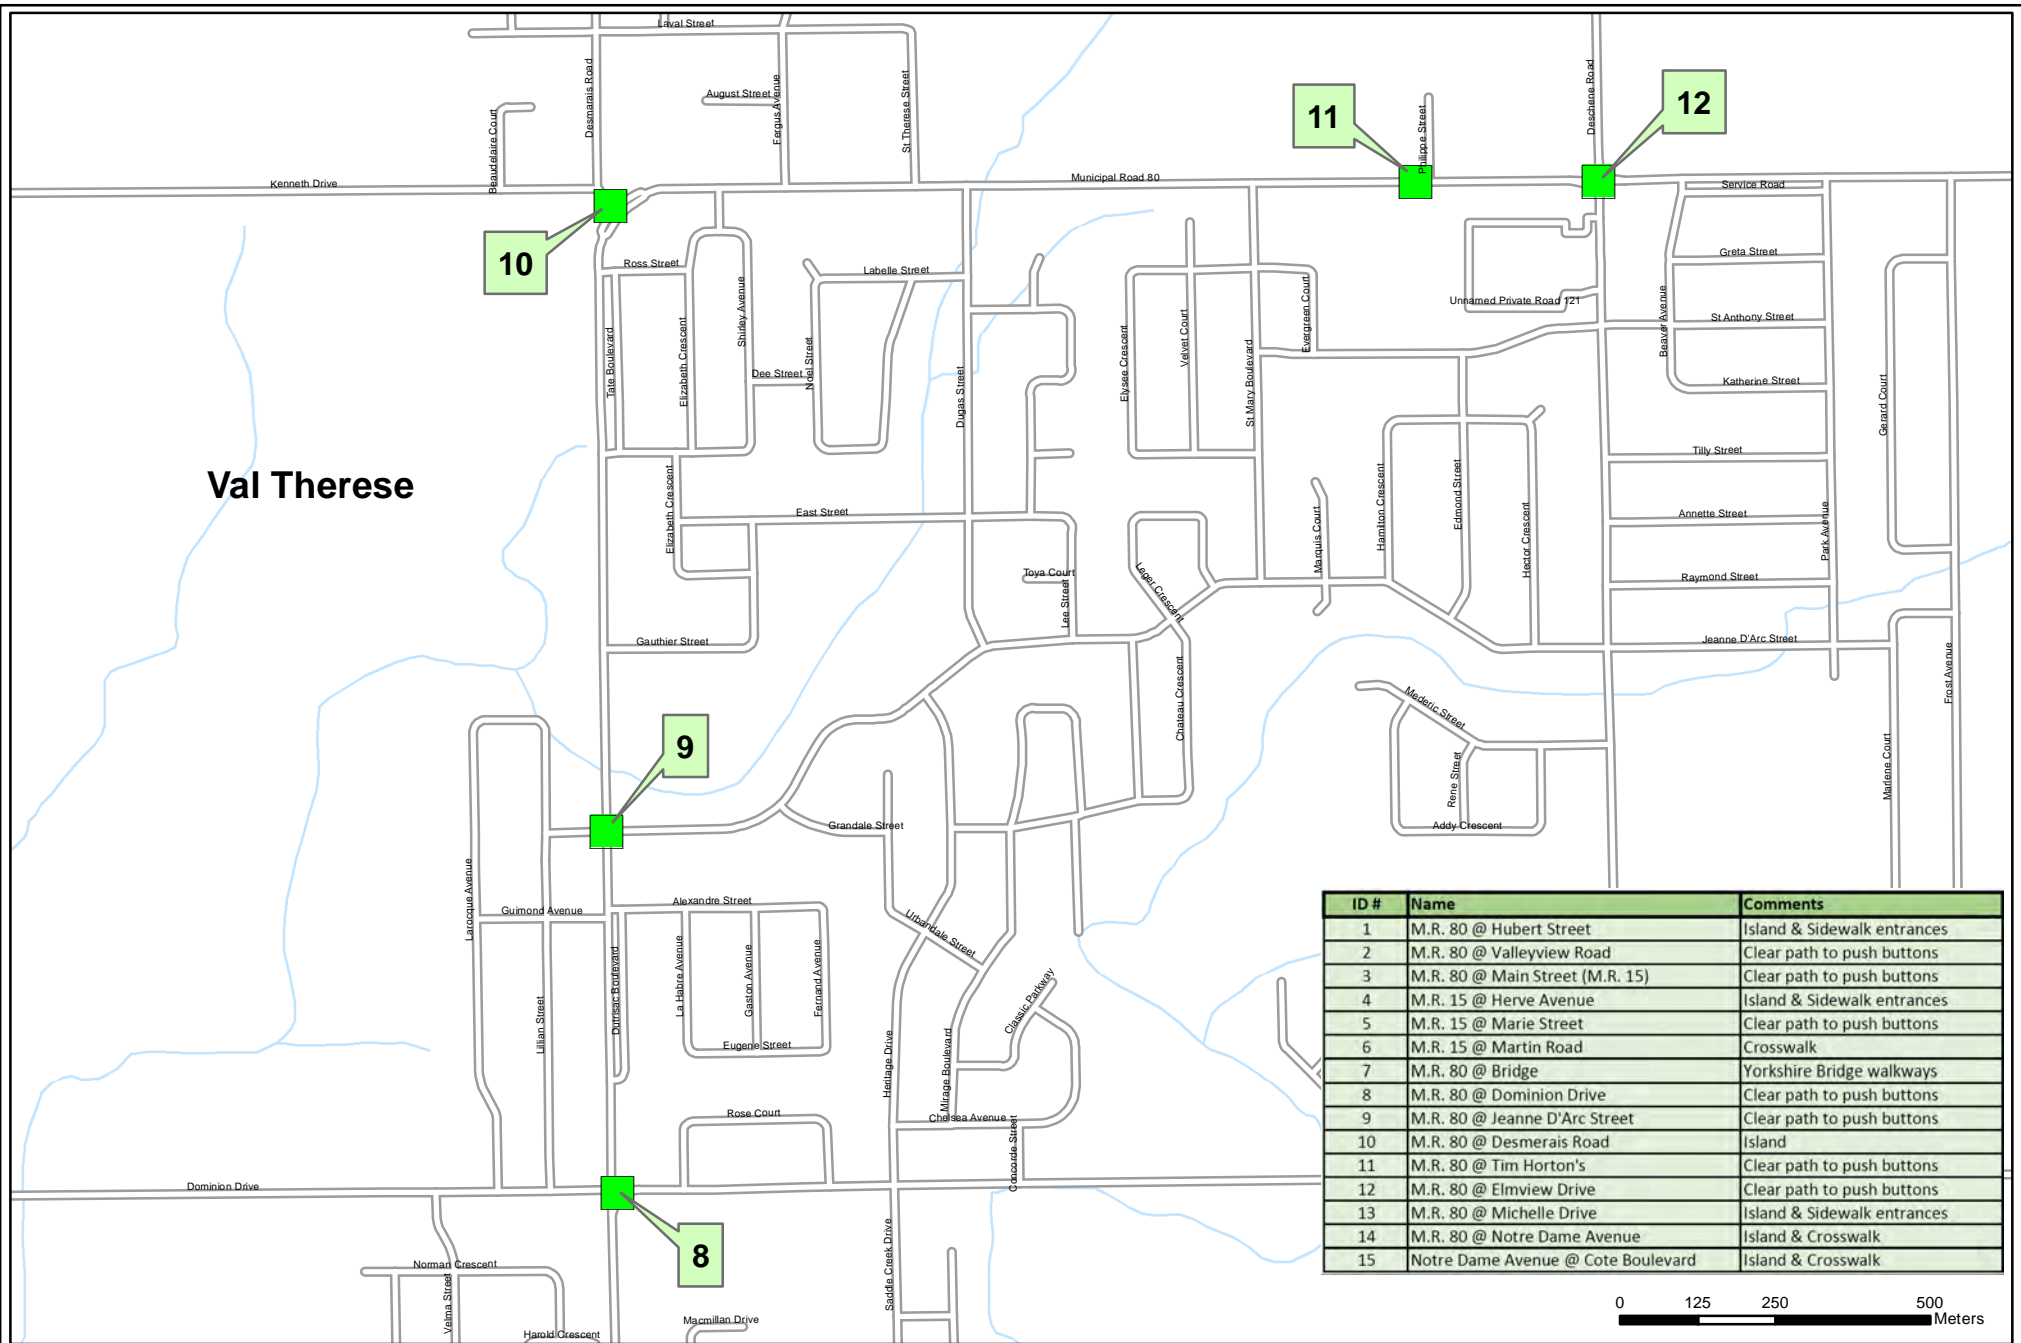 Laval Street
Desmarais Road
August Street
Fergus Avenue
St Therese Street
Beaudelaire Court
Kenneth Drive
Municipal Road 80
11
Philippe Street
Deschene Road
12
Service Road
10
Ross Street
Labelle Street
Greta Street
Unnamed Private Road 121
St Anthony Street
Katherine Street
Tate Boulevard
Elizabeth Crescent
Shirley Avenue
Dee Street
Noel Street
Dugas Street
Elysee Crescent
Velvet Court
St Mary Boulevard
Evergreen Court
Beaver Avenue
Gerard Court
Val Therese
Elizabeth Crescent
East Street
Toya Court
Lee Street
Leger Crescent
Marquis Court
Hamilton Crescent
Edmond Street
Hector Crescent
Tilly Street
Annette Street
Park Avenue
Raymond Street
Jeanne D'Arc Street
Gauthier Street
Chateau Crescent
Mederic Street
Rene Street
Addy Crescent
Frost Avenue
Marlene Court
9
Grandale Street
Larocque Avenue
Guimond Avenue
Alexandre Street
Urbandale Street
Lillian Street
Dutrisac Boulevard
La Habre Avenue
Gaston Avenue
Fernand Avenue
Eugene Street
Classic Parkway
Heritage Drive
Mirage Boulevard
Rose Court
Chelsea Avenue
Concorde Street
Dominion Drive
8
Saddle Creek Drive
Norman Crescent
Velma Street
Harold Crescent
Macmillan Drive
ID # Name Comments
1 M.R. 80 @ Hubert Street Island & Sidewalk entrances
2 M.R. 80 @ Valleyview Road Clear path to push buttons
3 M.R. 80 @ Main Street (M.R. 15) Clear path to push buttons
4 M.R. 15 @ Herve Avenue Island & Sidewalk entrances
5 M.R. 15 @ Marie Street Clear path to push buttons
6 M.R. 15 @ Martin Road Crosswalk
7 M.R. 80 @ Bridge Yorkshire Bridge walkways
8 M.R. 80 @ Dominion Drive Clear path to push buttons
9 M.R. 80 @ Jeanne D'Arc Street Clear path to push buttons
10 M.R. 80 @ Desmerais Road Island
11 M.R. 80 @ Tim Horton's Clear path to push buttons
12 M.R. 80 @ Elmview Drive Clear path to push buttons
13 M.R. 80 @ Michelle Drive Island & Sidewalk entrances
14 M.R. 80 @ Notre Dame Avenue Island & Crosswalk
15 Notre Dame Avenue @ Cote Boulevard Island & Crosswalk
0 125 250 500
Meters